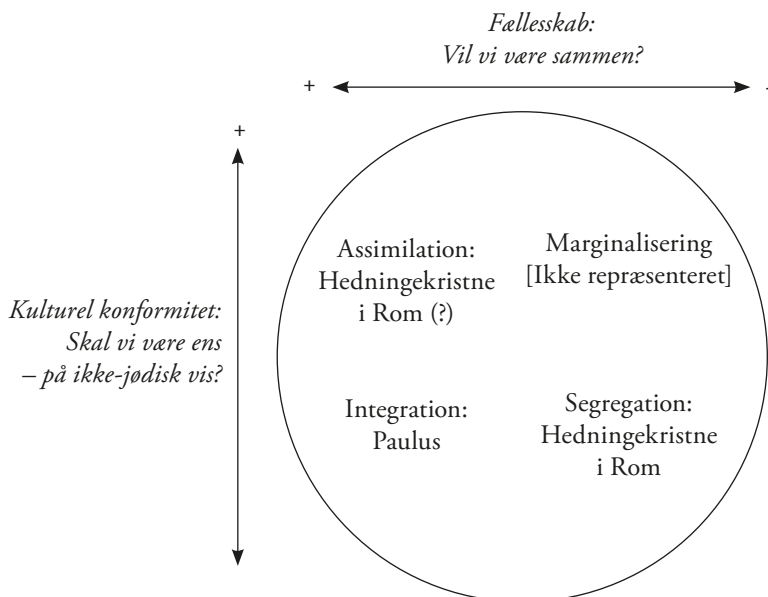 Fællesskab:
Vil vi være sammen?
+
-
+
Assimilation:
Hedningekristne
i Rom (?)
Marginalisering
[Ikke repræsenteret]
Kulturel konformitet:
Skal vi være ens
– på ikke-jødisk vis?
Integration:
Paulus
Segregation:
Hedningekristne
i Rom